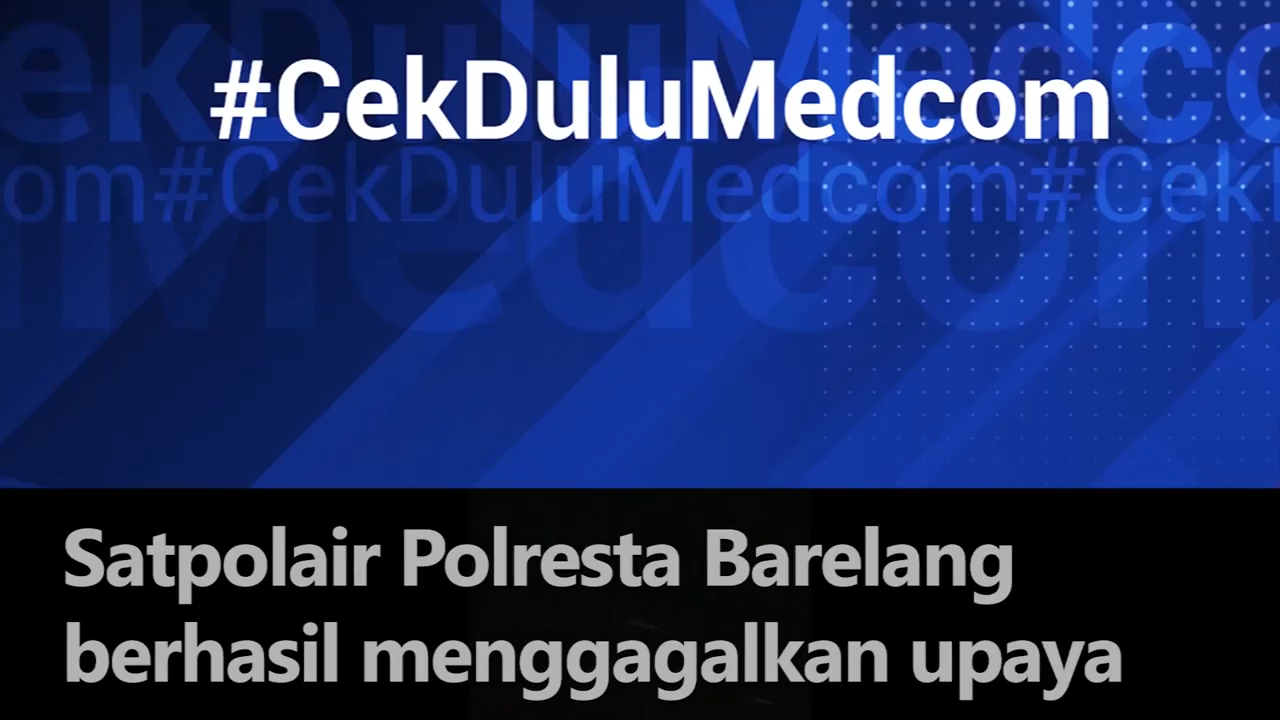 #CekDuluMedcom
Satpolair Polresta Barelang
berhasil menggagalkan upaya